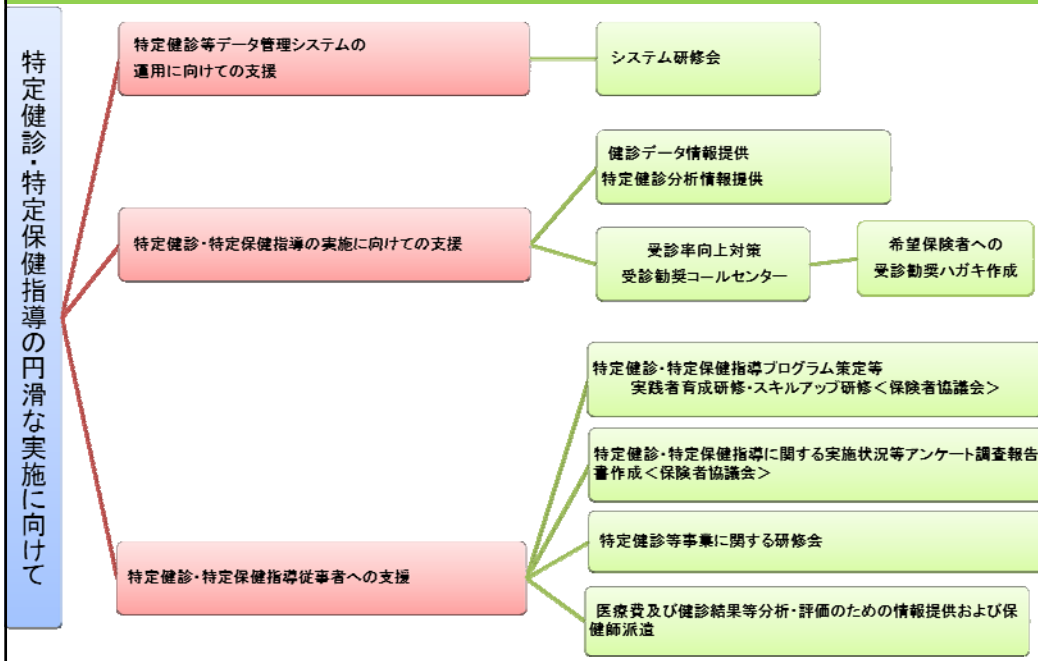 特定健診・特定保健指導の円滑な実施に向けて
特定健診等データ管理システムの
運用に向けての支援
システム研修会
特定健診・特定保健指導の実施に向けての支援
健診データ情報提供
特定健診分析情報提供
受診率向上対策
受診勧奨コールセンター
希望保険者への
受診勧奨ハガキ作成
特定健診・特定保健指導従事者への支援
特定健診・特定保健指導プログラム策定等
実践者育成研修・スキルアップ研修＜保険者協議会＞
特定健診・特定保健指導に関する実施状況等アンケート調査報告
書作成＜保険者協議会＞
特定健診等事業に関する研修会
医療費及び健診結果等分析・評価のための情報提供および保
健師派遣